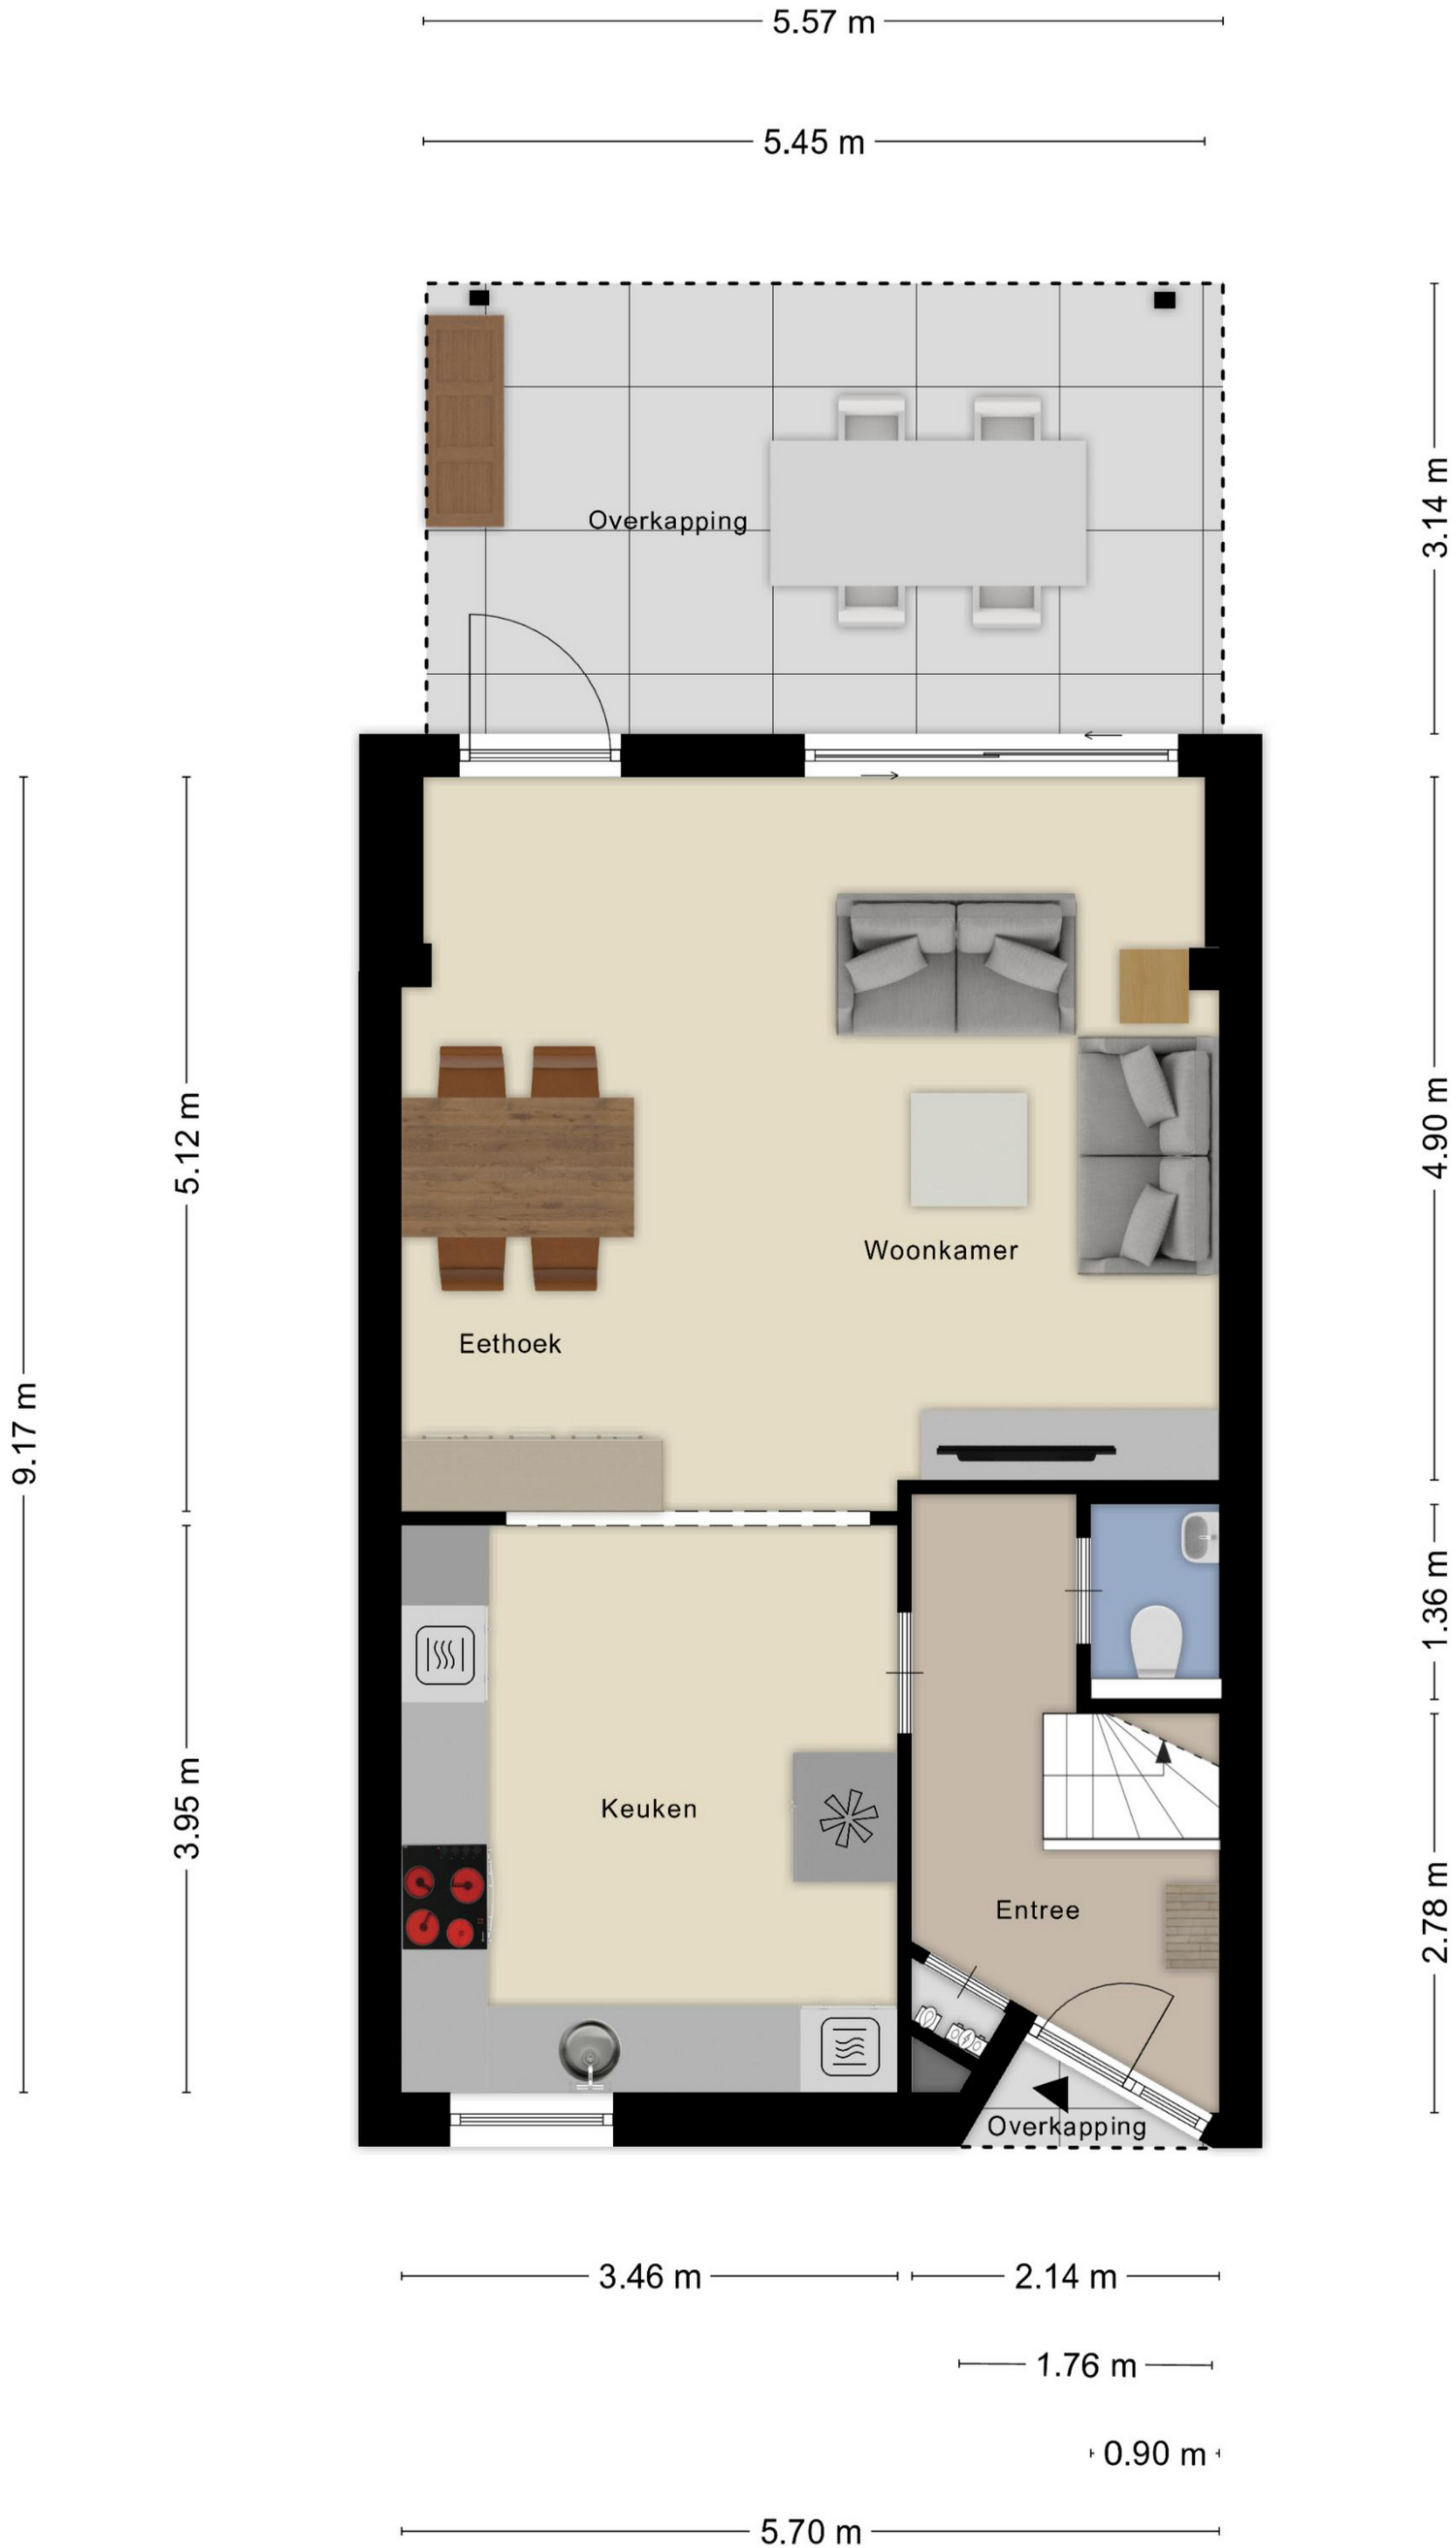 5.57 m
5.45 m
Overkapping
3.14 m
5.12 m
4.90 m
Woonkamer
Eethoek
9.17 m
1.36 m
3.95 m
Keuken
Entree
2.78 m
Overkapping
3.46 m
2.14 m
1.76 m
0.90 m
5.70 m